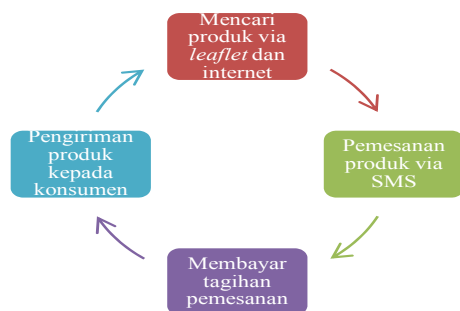 Mencari
produk via
leaflet dan
internet
Pemesanan
produk via
SMS
Membayar
tagihan
pemesanan
Pengiriman
produk
kepada
konsumen